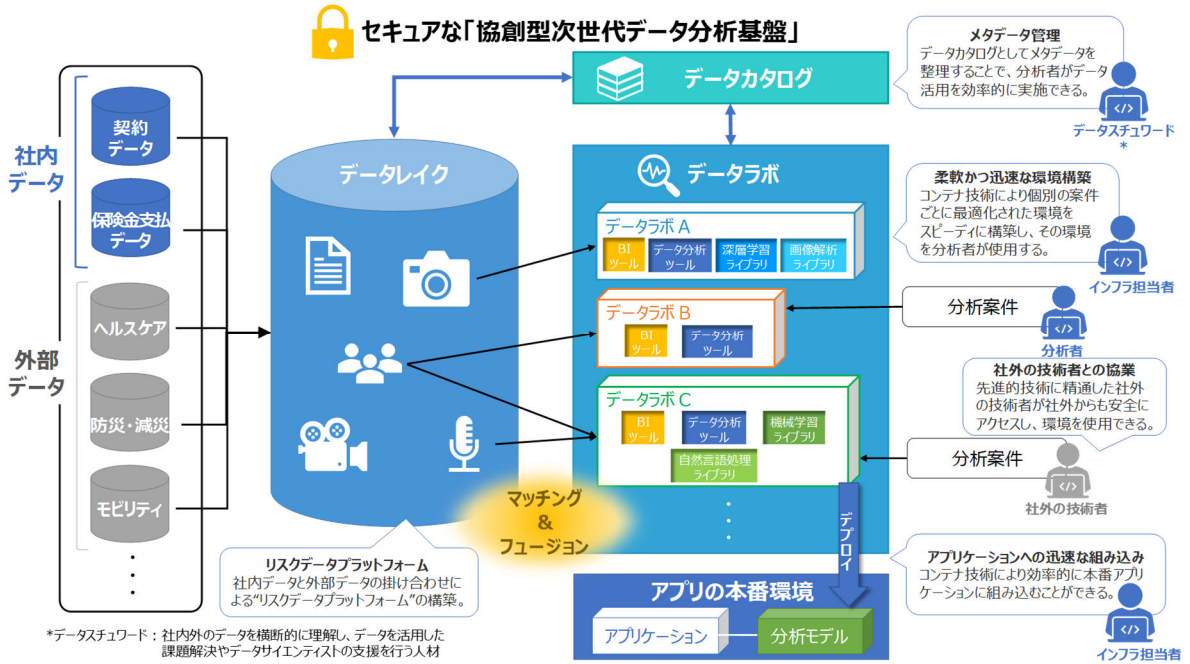 セキュアな「協創型次世代データ分析基盤」
社内
データ
契約
データ
保険金支払
データ
外部
データ
ヘルスケア
防災・減災
モビリティ
データレイク
データカタログ
データラボ
データラボ A
BI
ツール
データ分析
ツール
深層学習
ライブラリ
画像解析
ライブラリ
データラボ B
BI
ツール
データ分析
ツール
データラボ C
BI
ツール
データ分析
ツール
機械学習
ライブラリ
自然言語処理
ライブラリ
マッチング
&
フュージョン
デプロイ
アプリの本番環境
アプリケーション
分析モデル
メタデータ管理
データカタログとしてメタデータを
整理することで、分析者がデータ
活用を効率的に実施できる。
データスチュワード
*
柔軟かつ迅速な環境構築
コンテナ技術により個別の案件
ごとに最適化された環境を
スピーディに構築し、その環境
を分析者が使用する。
インフラ担当者
分析案件
分析者
社外の技術者との協業
先進的技術に精通した社外
の技術者が社外からも安全に
アクセスし、環境を使用できる。
分析案件
社外の技術者
アプリケーションへの迅速な組み込み
コンテナ技術により効率的に本番アプリ
ケーションに組み込むことができる。
インフラ担当者
リスクデータプラットフォーム
社内データと外部データの掛け合わせに
よる“リスクデータプラットフォーム”の構築。
*データスチュワード：社内外のデータを横断的に理解し、データを活用した
課題解決やデータサイエンティストの支援を行う人材